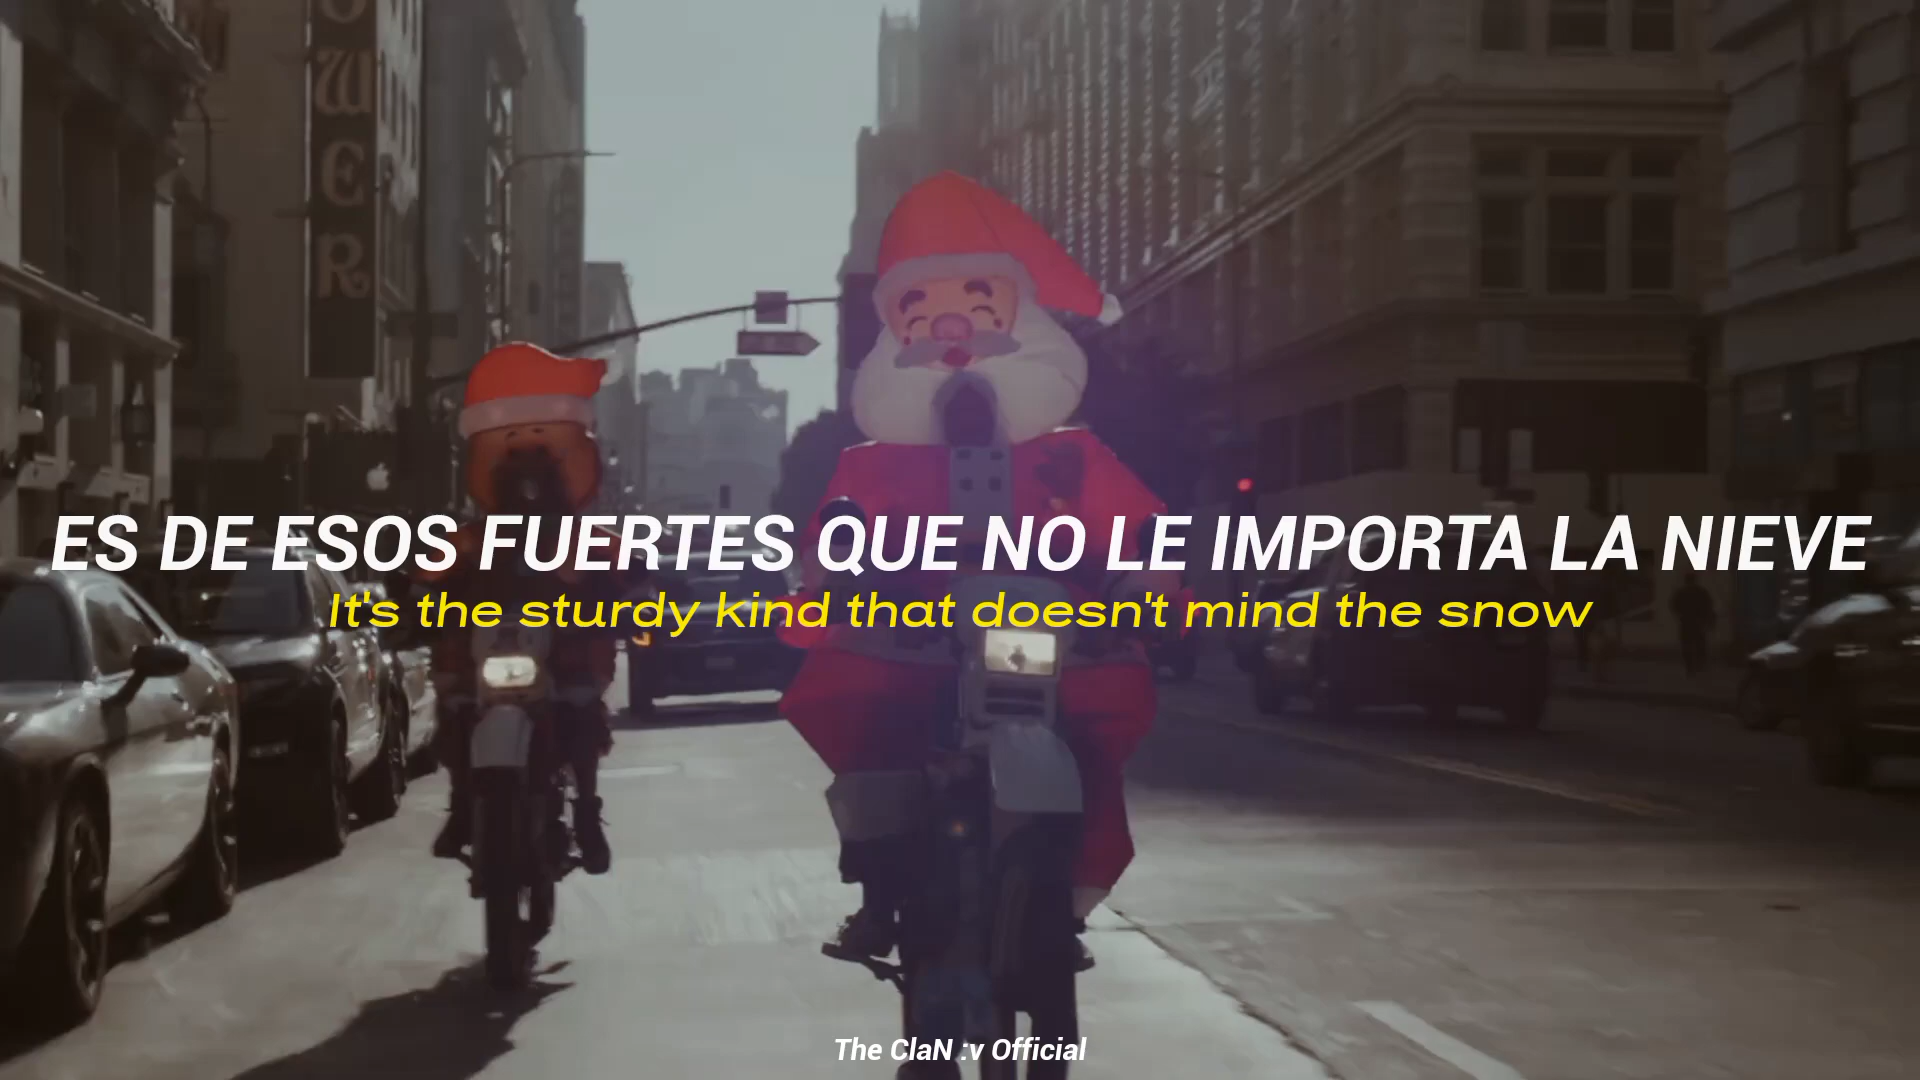 OWER
ES DE ESOS FUERTES QUE NO LE IMPORTA LA NIEVE
It's the sturdy kind that doesn't mind the snow
The ClaN :v Official